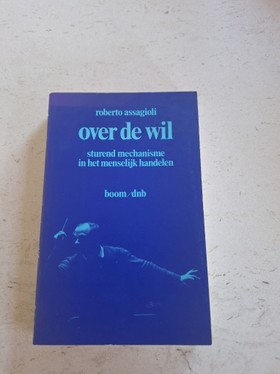 roberto assagioli
over de wil
sturend mechanisme
in het menselijk handelen
boom/dnb